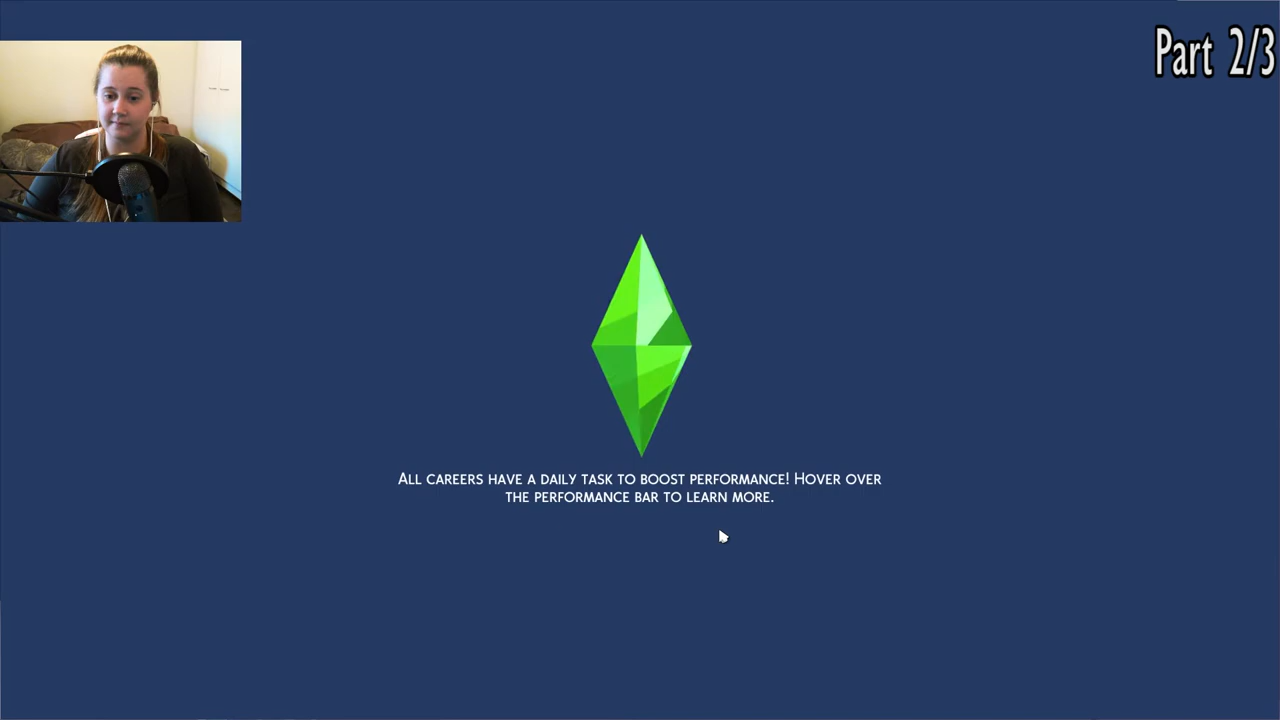 Part 2/3
ALL CAREERS HAVE A DAILY TASK TO BOOST PERFORMANCE! HOVER OVER
THE PERFORMANCE BAR TO LEARN MORE.